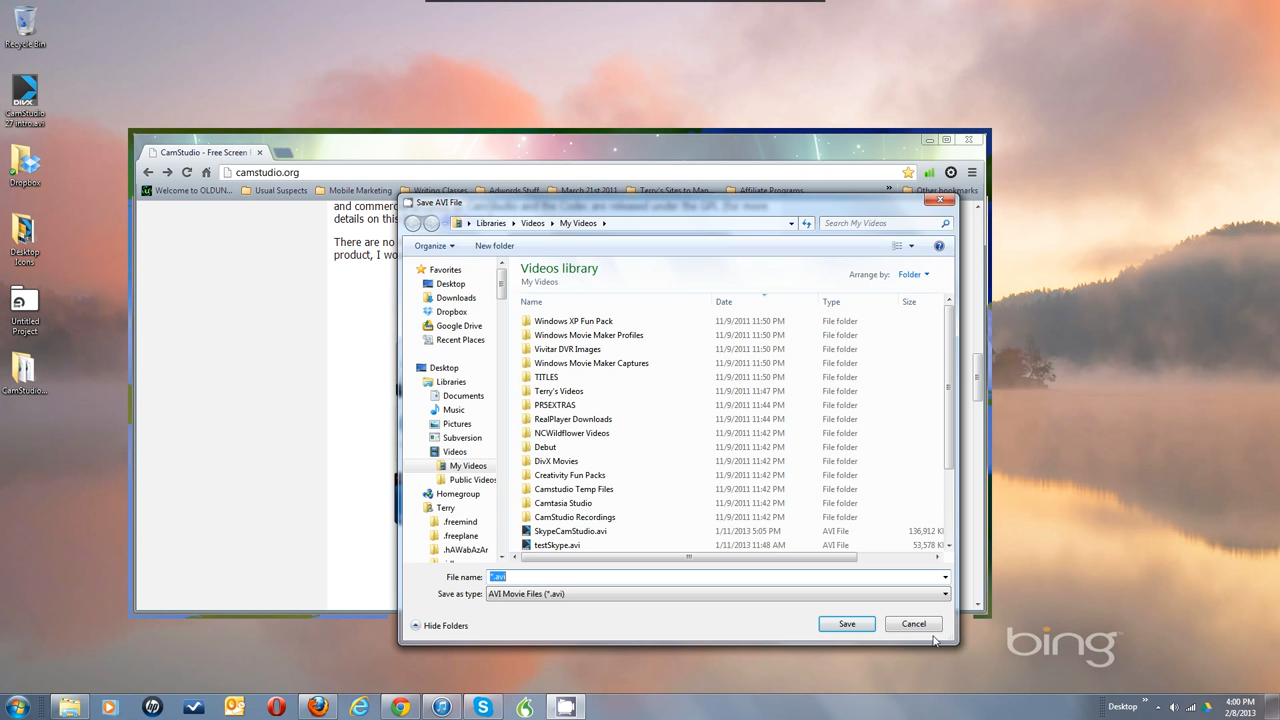 Recycle Bin
DIVX
CamStudio
27 intro.avi
Dropbox
Desktop
Icons
Untitled
Project
CamStudio...
CamStudio - Free Screen
camstudio.org
Welcome to OLDUN...
Usual Suspects
Mobile Marketing
Writing Classes
Adwords Stuff
March 21st 2011
Terry's Sites to Map
Affiliate Programs
»
Other bookmarks
and commerc
details on this
There are no
product, I wo
Save AVI File
Libraries
Videos
My Videos
Search My Videos
Organize
New folder
Videos library
My Videos
Arrange by:
Folder
Name
Date
Type
Size
Favorites
Desktop
Downloads
Dropbox
Google Drive
Recent Places
Desktop
Libraries
Documents
Music
Pictures
Subversion
Videos
My Videos
Public Videos
Homegroup
Terry
.freemind
.freeplane
.hAWabAzAr
Windows XP Fun Pack 11/9/2011 11:50 PM File folder
Windows Movie Maker Profiles 11/9/2011 11:50 PM File folder
Vivitar DVR Images 11/9/2011 11:50 PM File folder
Windows Movie Maker Captures 11/9/2011 11:50 PM File folder
TITLES 11/9/2011 11:50 PM File folder
Terry's Videos 11/9/2011 11:47 PM File folder
PR5EXTRAS 11/9/2011 11:44 PM File folder
RealPlayer Downloads 11/9/2011 11:44 PM File folder
NCWildflower Videos 11/9/2011 11:42 PM File folder
Debut 11/9/2011 11:42 PM File folder
DivX Movies 11/9/2011 11:42 PM File folder
Creativity Fun Packs 11/9/2011 11:42 PM File folder
Camstudio Temp Files 11/9/2011 11:42 PM File folder
Camtasia Studio 11/9/2011 11:42 PM File folder
CamStudio Recordings 11/9/2011 11:42 PM File folder
SkypeCamStudio.avi 1/11/2013 5:05 PM AVI File 136,912 K
testSkype.avi 1/11/2013 11:48 AM AVI File 53,578 K
File name: *.avi
Save as type: AVI Movie Files (*.avi)
Hide Folders
Save
Cancel
bing
Desktop
»
4:00 PM
2/8/2013